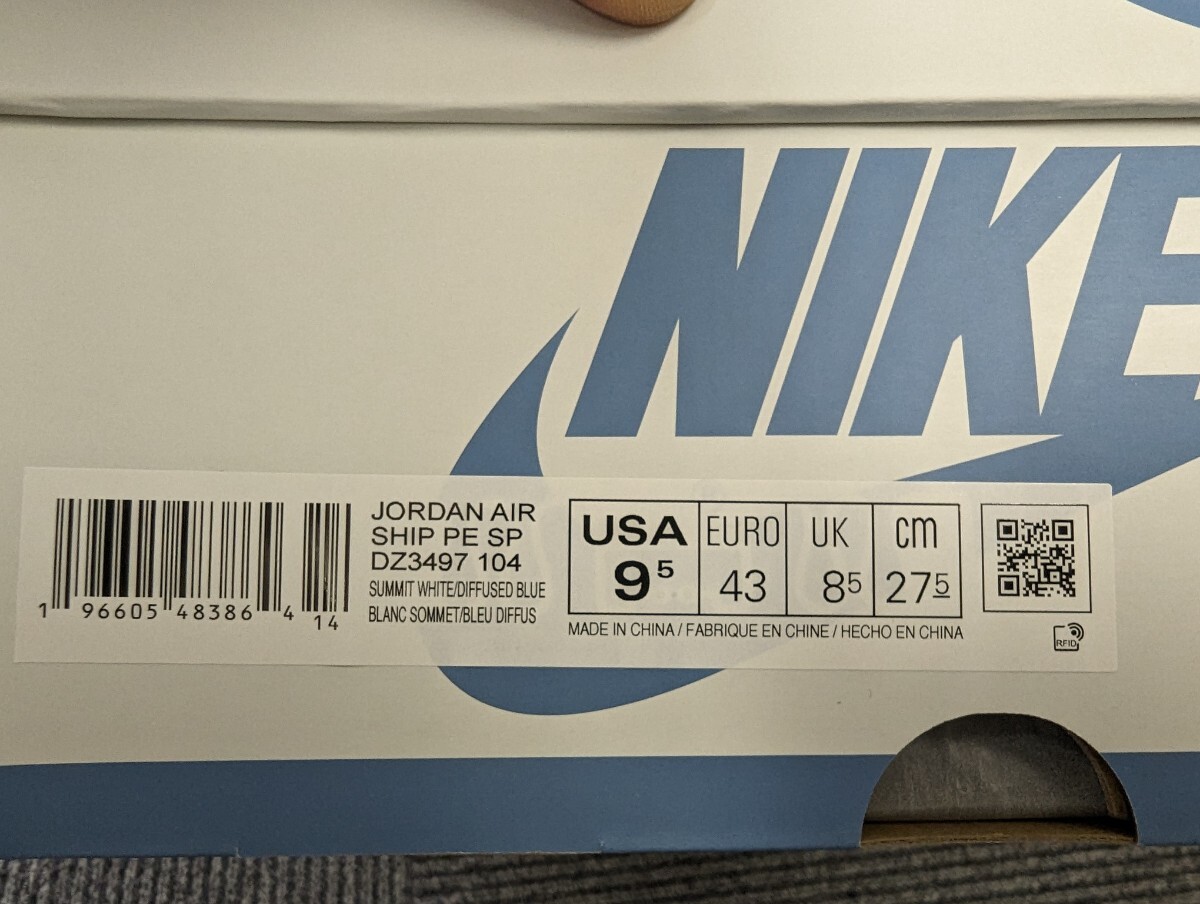 NIKE
JORDAN AIR
SHIP PE SP
DZ3497 104
SUMMIT WHITE/DIFFUSED BLUE
BLANC SOMMET/BLEU DIFFUS
1 96605 48386 4 14
USA EURO UK cm
9⁵ 43 8⁵ 27⁵
MADE IN CHINA / FABRIQUE EN CHINE / HECHO EN CHINA
RFID